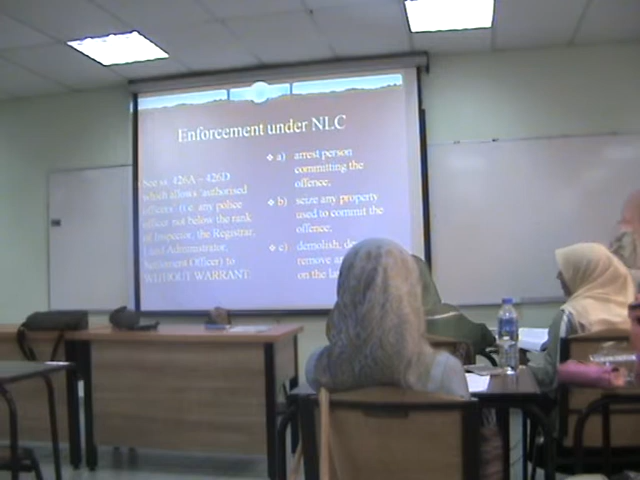 Enforcement under NLC
See ss. 426A – 426D
which allows 'authorised
officers' (i.e. any police
officer not below the rank
of Inspector, the Registrar,
Land Administrator,
Settlement Officer) to
WITHOUT WARRANT:
a) arrest person
committing the
offence,
b) seize any property
used to commit the
offence,
c) demolish,
remove
on the